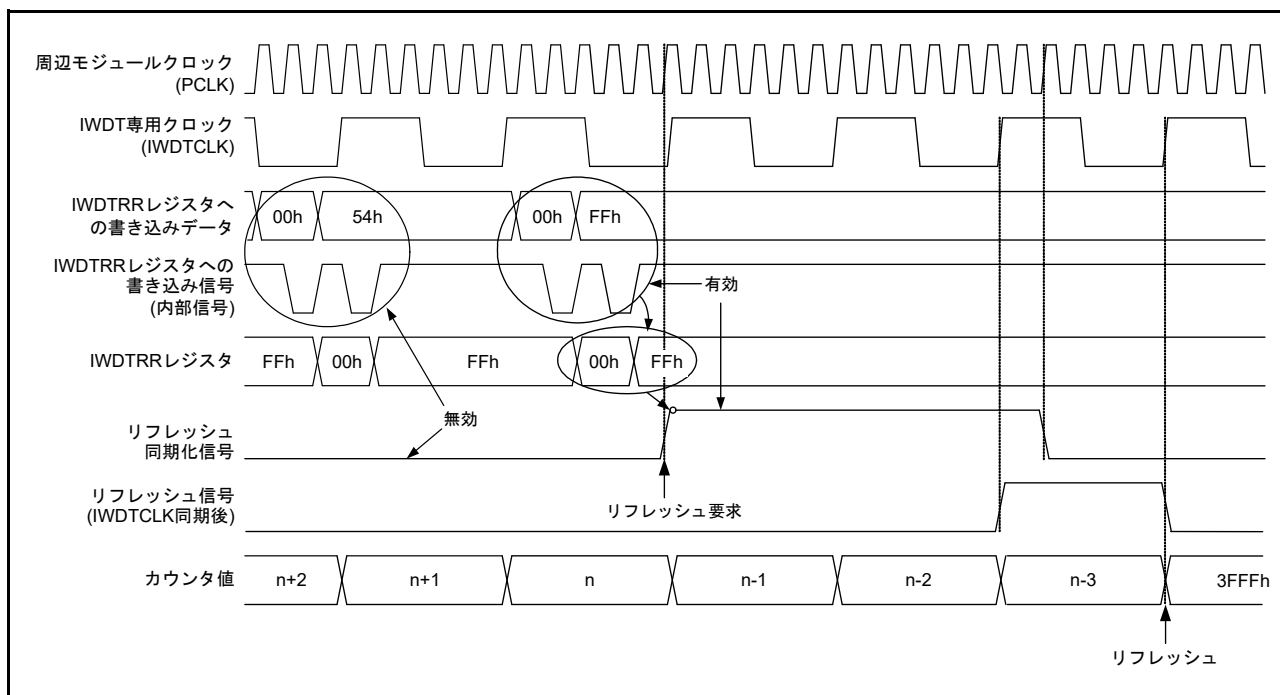 周辺モジュールクロック
(PCLK)
IWDT専用クロック
(IWDTCLK)
IWDTRRレジスタへ
の書き込みデータ
00h
54h
00h
FFh
IWDTRRレジスタへの
書き込み信号
(内部信号)
有効
IWDTRRレジスタ
FFh
00h
FFh
00h
FFh
無効
リフレッシュ
同期化信号
リフレッシュ要求
リフレッシュ信号
(IWDTCLK同期後)
カウンタ値
n+2
n+1
n
n-1
n-2
n-3
3FFFh
リフレッシュ